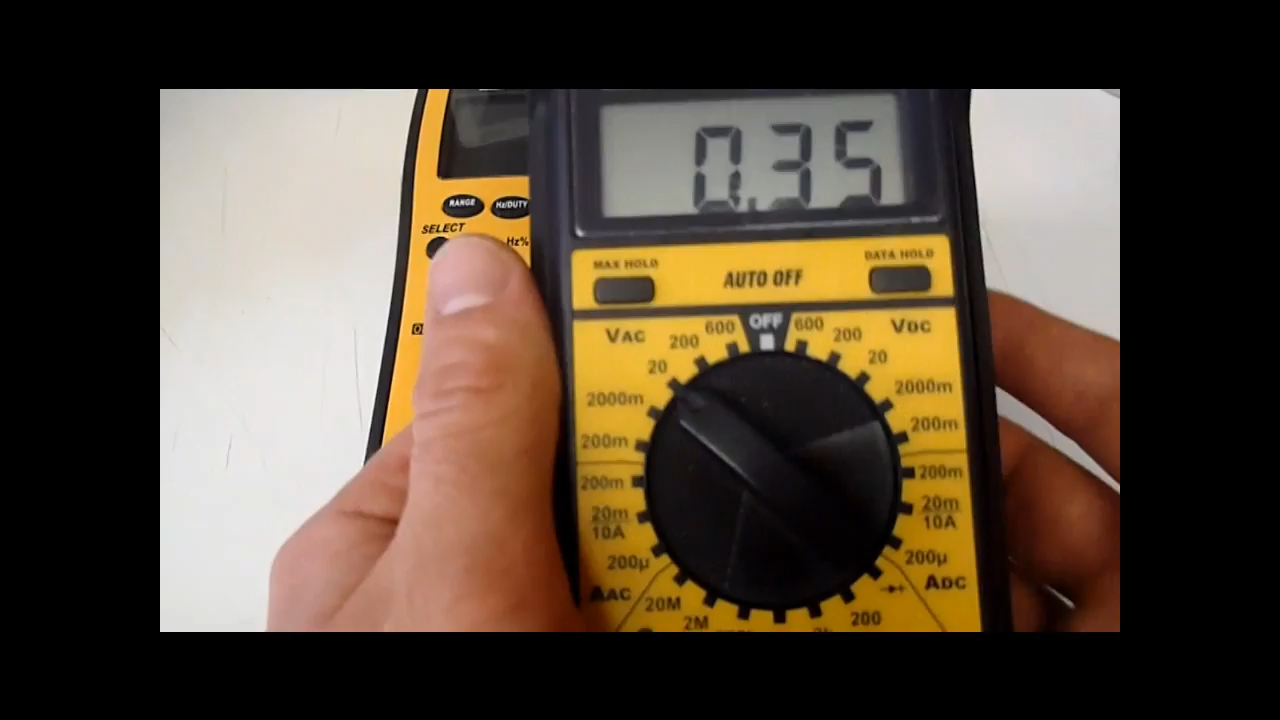 0.35
RANGE
Hz/DUTY
SELECT
Hz%
MAX HOLD
AUTO OFF
DATA HOLD
VAC
OFF
VDC
600
600
200
200
20
20
2000m
2000m
200m
200m
200m
200m
20m
10A
20m
10A
200µ
200µ
AAC
ADC
20M
2M
200